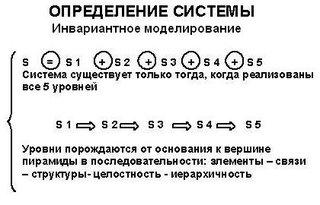 ОПРЕДЕЛЕНИЕ СИСТЕМЫ
Инвариантное моделирование
S = S 1 + S 2 + S 3 + S 4 + S 5
Система существует только тогда, когда реализованы
все 5 уровней
S 1 ⇒ S 2 ⇒ S 3 ⇒ S 4 ⇒ S 5
Уровни порождаются от основания к вершине
пирамиды в последовательности: элементы – связи
– структуры- целостность - иерархичность